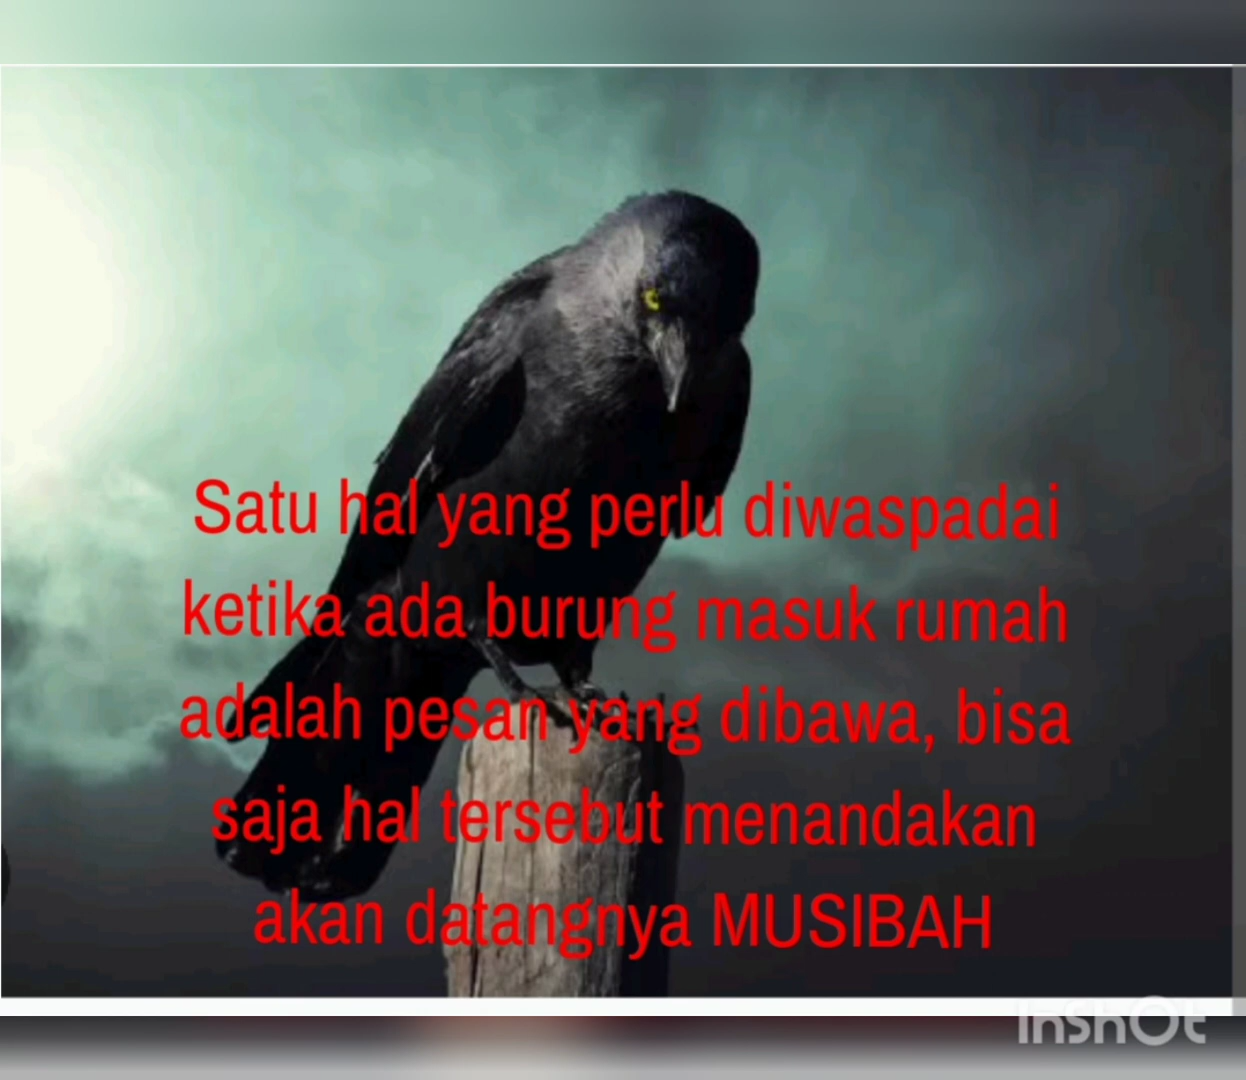 Satu hal yang perlu diwaspadai
ketika ada burung masuk rumah
adalah pesan yang dibawa, bisa
saja hal tersebut menandakan
akan datangnya MUSIBAH
InShOt